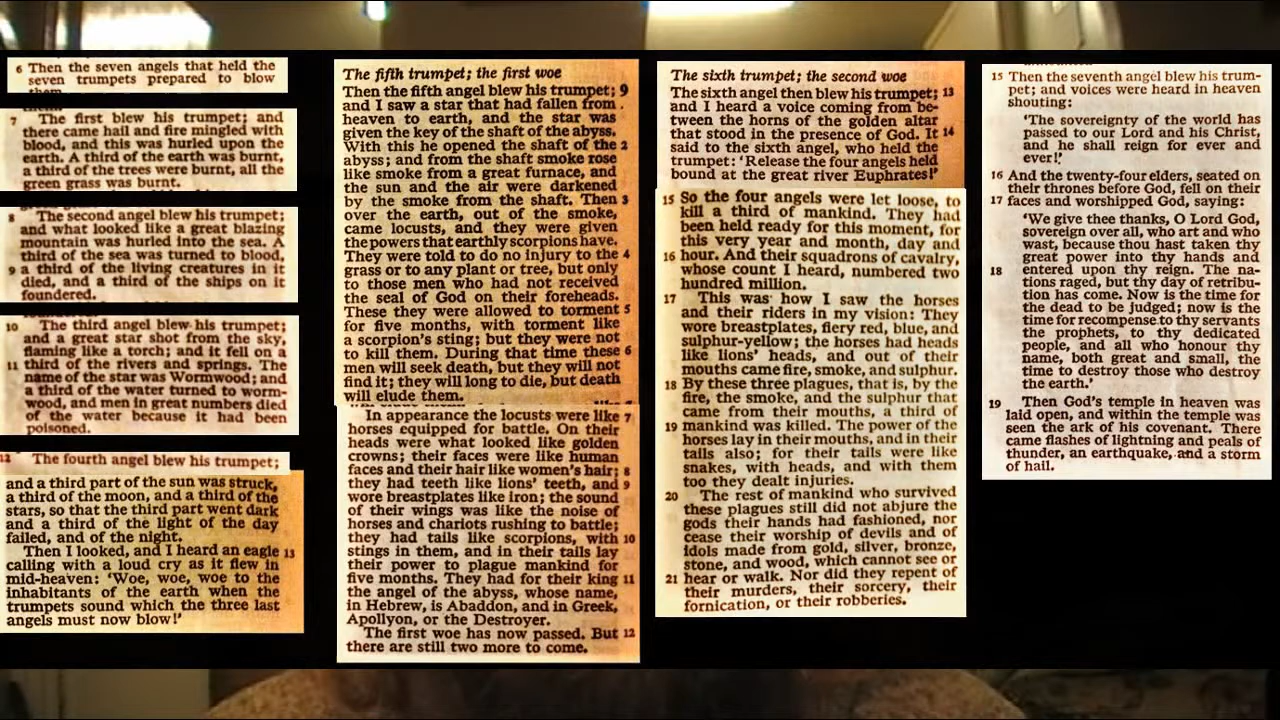 6 Then the seven angels that held the
seven trumpets prepared to blow
them.
7 The first blew his trumpet; and
there came hail and fire mingled with
blood, and this was hurled upon the
earth. A third of the earth was burnt,
a third of the trees were burnt, all the
green grass was burnt.
8 The second angel blew his trumpet;
and what looked like a great blazing
mountain was hurled into the sea. A
third of the sea was turned to blood,
9 a third of the living creatures in it
died, and a third of the ships on it
foundered.
10 The third angel blew his trumpet;
and a great star shot from the sky,
flaming like a torch; and it fell on a
11 third of the rivers and springs. The
name of the star was Wormwood; and
a third of the water turned to worm-
wood, and men in great numbers died
of the water because it had been
poisoned.
12 The fourth angel blew his trumpet;
and a third part of the sun was struck,
a third of the moon, and a third of the
stars, so that the third part went dark
and a third of the light of the day
failed, and of the night.
Then I looked, and I heard an eagle 13
calling with a loud cry as it flew in
mid-heaven: 'Woe, woe, woe to the
inhabitants of the earth when the
trumpets sound which the three last
angels must now blow!'
The fifth trumpet; the first woe
Then the fifth angel blew his trumpet; 9
and I saw a star that had fallen from
heaven to earth, and the star was
given the key of the shaft of the abyss.
With this he opened the shaft of the 2
abyss; and from the shaft smoke rose
like smoke from a great furnace, and
the sun and the air were darkened
by the smoke from the shaft. Then 3
over the earth, out of the smoke,
came locusts, and they were given
the powers that earthly scorpions have.
They were told to do no injury to the 4
grass or to any plant or tree, but only
to those men who had not received
the seal of God on their foreheads.
These they were allowed to torment 5
for five months, with torment like
a scorpion's sting; but they were not
to kill them. During that time these 6
men will seek death, but they will not
find it; they will long to die, but death
will elude them.
In appearance the locusts were like 7
horses equipped for battle. On their
heads were what looked like golden
crowns; their faces were like human
faces and their hair like women's hair; 8
they had teeth like lions' teeth, and 9
wore breastplates like iron; the sound
of their wings was like the noise of
horses and chariots rushing to battle;
they had tails like scorpions, with 10
stings in them, and in their tails lay
their power to plague mankind for
five months. They had for their king 11
the angel of the abyss, whose name,
in Hebrew, is Abaddon, and in Greek,
Apollyon, or the Destroyer.
The first woe has now passed. But 12
there are still two more to come.
The sixth trumpet; the second woe
The sixth angel then blew his trumpet; 13
and I heard a voice coming from be-
tween the horns of the golden altar
that stood in the presence of God. It 14
said to the sixth angel, who held the
trumpet: 'Release the four angels held
bound at the great river Euphrates!'
15 So the four angels were let loose, to
kill a third of mankind. They had
been held ready for this moment, for
this very year and month, day and
16 hour. And their squadrons of cavalry,
whose count I heard, numbered two
hundred million.
17 This was how I saw the horses
and their riders in my vision: They
wore breastplates, fiery red, blue, and
sulphur-yellow; the horses had heads
like lions' heads, and out of their
mouths came fire, smoke, and sulphur.
18 By these three plagues, that is, by the
fire, the smoke, and the sulphur that
came from their mouths, a third of
19 mankind was killed. The power of the
horses lay in their mouths, and in their
tails also; for their tails were like
snakes, with heads, and with them
too they dealt injuries.
20 The rest of mankind who survived
these plagues still did not abjure the
gods their hands had fashioned, nor
cease their worship of devils and of
idols made from gold, silver, bronze,
stone, and wood, which cannot see or
21 hear or walk. Nor did they repent of
their murders, their sorcery, their
fornication, or their robberies.
15 Then the seventh angel blew his trum-
pet; and voices were heard in heaven
shouting:
'The sovereignty of the world has
passed to our Lord and his Christ,
and he shall reign for ever and
ever!'
16 And the twenty-four elders, seated on
their thrones before God, fell on their
17 faces and worshipped God, saying:
'We give thee thanks, O Lord God,
sovereign over all, who art and who
wast, because thou hast taken thy
great power into thy hands and
18 entered upon thy reign. The na-
tions raged, but thy day of retribu-
tion has come. Now is the time for
the dead to be judged; now is the
time for recompense to thy servants
the prophets, to thy dedicated
people, and all who honour thy
name, both great and small, the
time to destroy those who destroy
the earth.'
19 Then God's temple in heaven was
laid open, and within the temple was
seen the ark of his covenant. There
came flashes of lightning and peals of
thunder, an earthquake, and a storm
of hail.